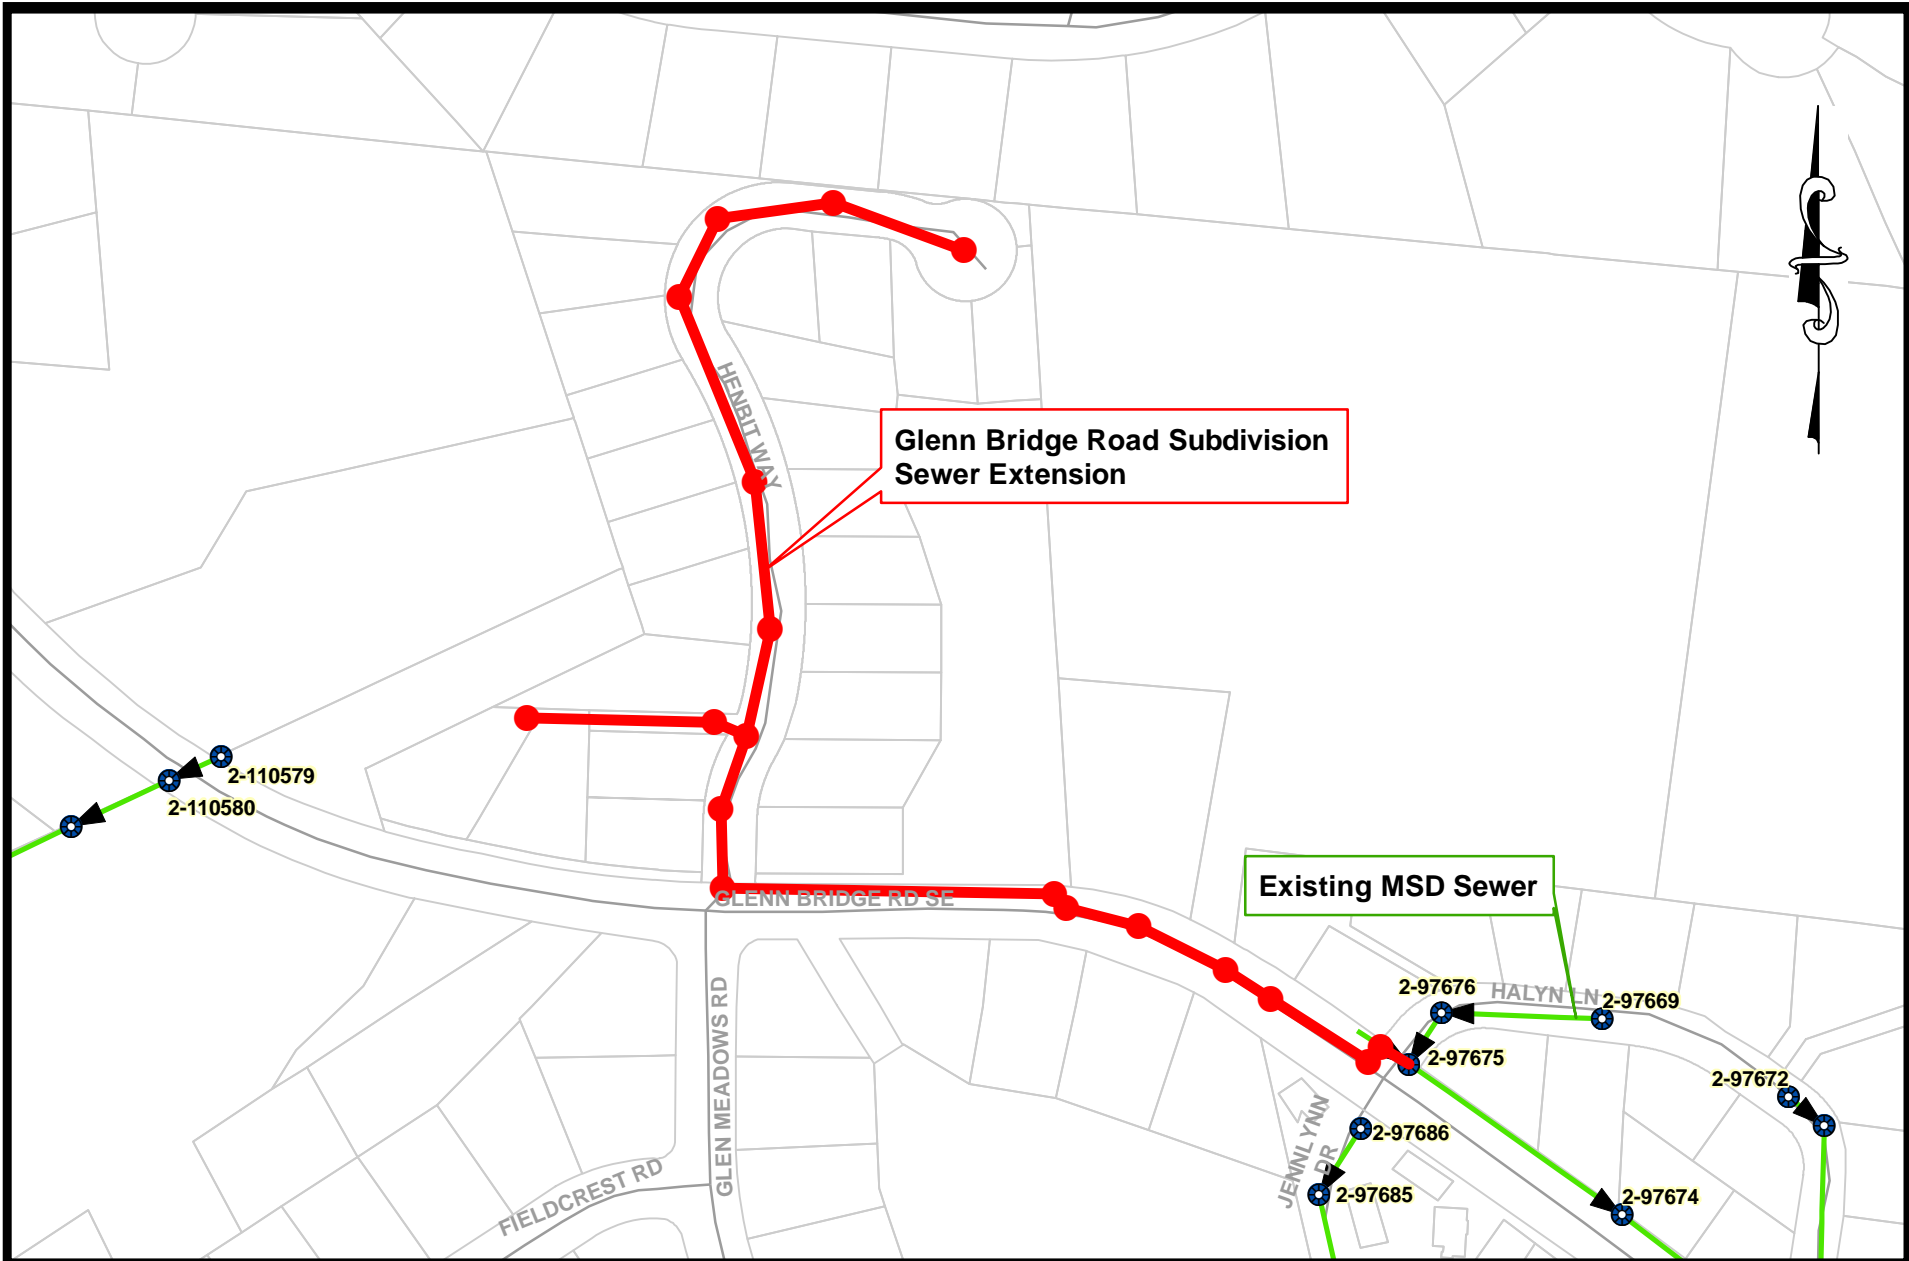 HENBIT WAY
Glenn Bridge Road Subdivision
Sewer Extension
2-110579
2-110580
GLENN BRIDGE RD SE
Existing MSD Sewer
2-97676
HALYN LN
2-97669
2-97675
2-97672
GLEN MEADOWS RD
JENNLYNN
DR
2-97686
2-97685
FIELDCREST RD
2-97674